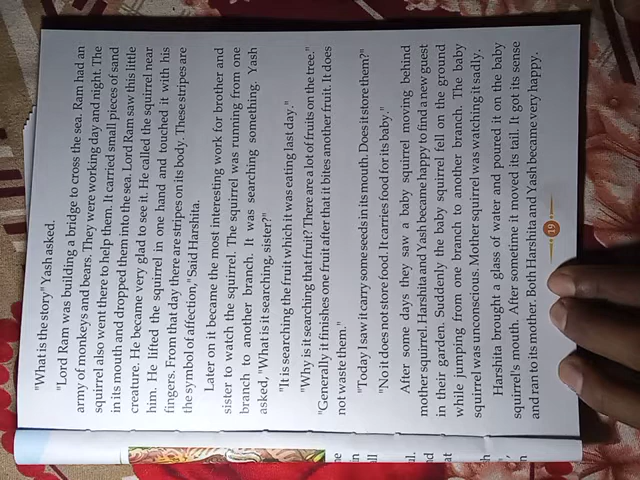 "What is the story" Yash asked.
"Lord Ram was building a bridge to cross the sea. Ram had an
army of monkeys and bears. They were working day and night. The
squirrel also went there to help them. It carried small pieces of sand
in its mouth and dropped them into the sea. Lord Ram saw this little
creature. He became very glad to see it. He called the squirrel near
him. He lifted the squirrel in one hand and touched it with his
fingers. From that day there are stripes on its body. These stripes are
the symbol of affection," Said Harshita.
Later on it became the most interesting work for brother and
sister to watch the squirrel. The squirrel was running from one
branch to another branch. It was searching something. Yash
asked, "What is it searching, sister?"
"It is searching the fruit which it was eating last day."
"Why is it searching that fruit? There are a lot of fruits on the tree."
"Generally it finishes one fruit after that it bites another fruit. It does
not waste them."
"Today I saw it carry some seeds in its mouth. Does it store them?"
"No it does not store food. It carries food for its baby."
After some days they saw a baby squirrel moving behind
mother squirrel. Harshita and Yash became happy to find a new guest
in their garden. Suddenly the baby squirrel fell on the ground
while jumping from one branch to another branch. The baby
squirrel was unconscious. Mother squirrel was watching it sadly.
Harshita brought a glass of water and poured it on the baby
squirrel's mouth. After sometime it moved its tail. It got its sense
and ran to its mother. Both Harshita and Yash became very happy.
19